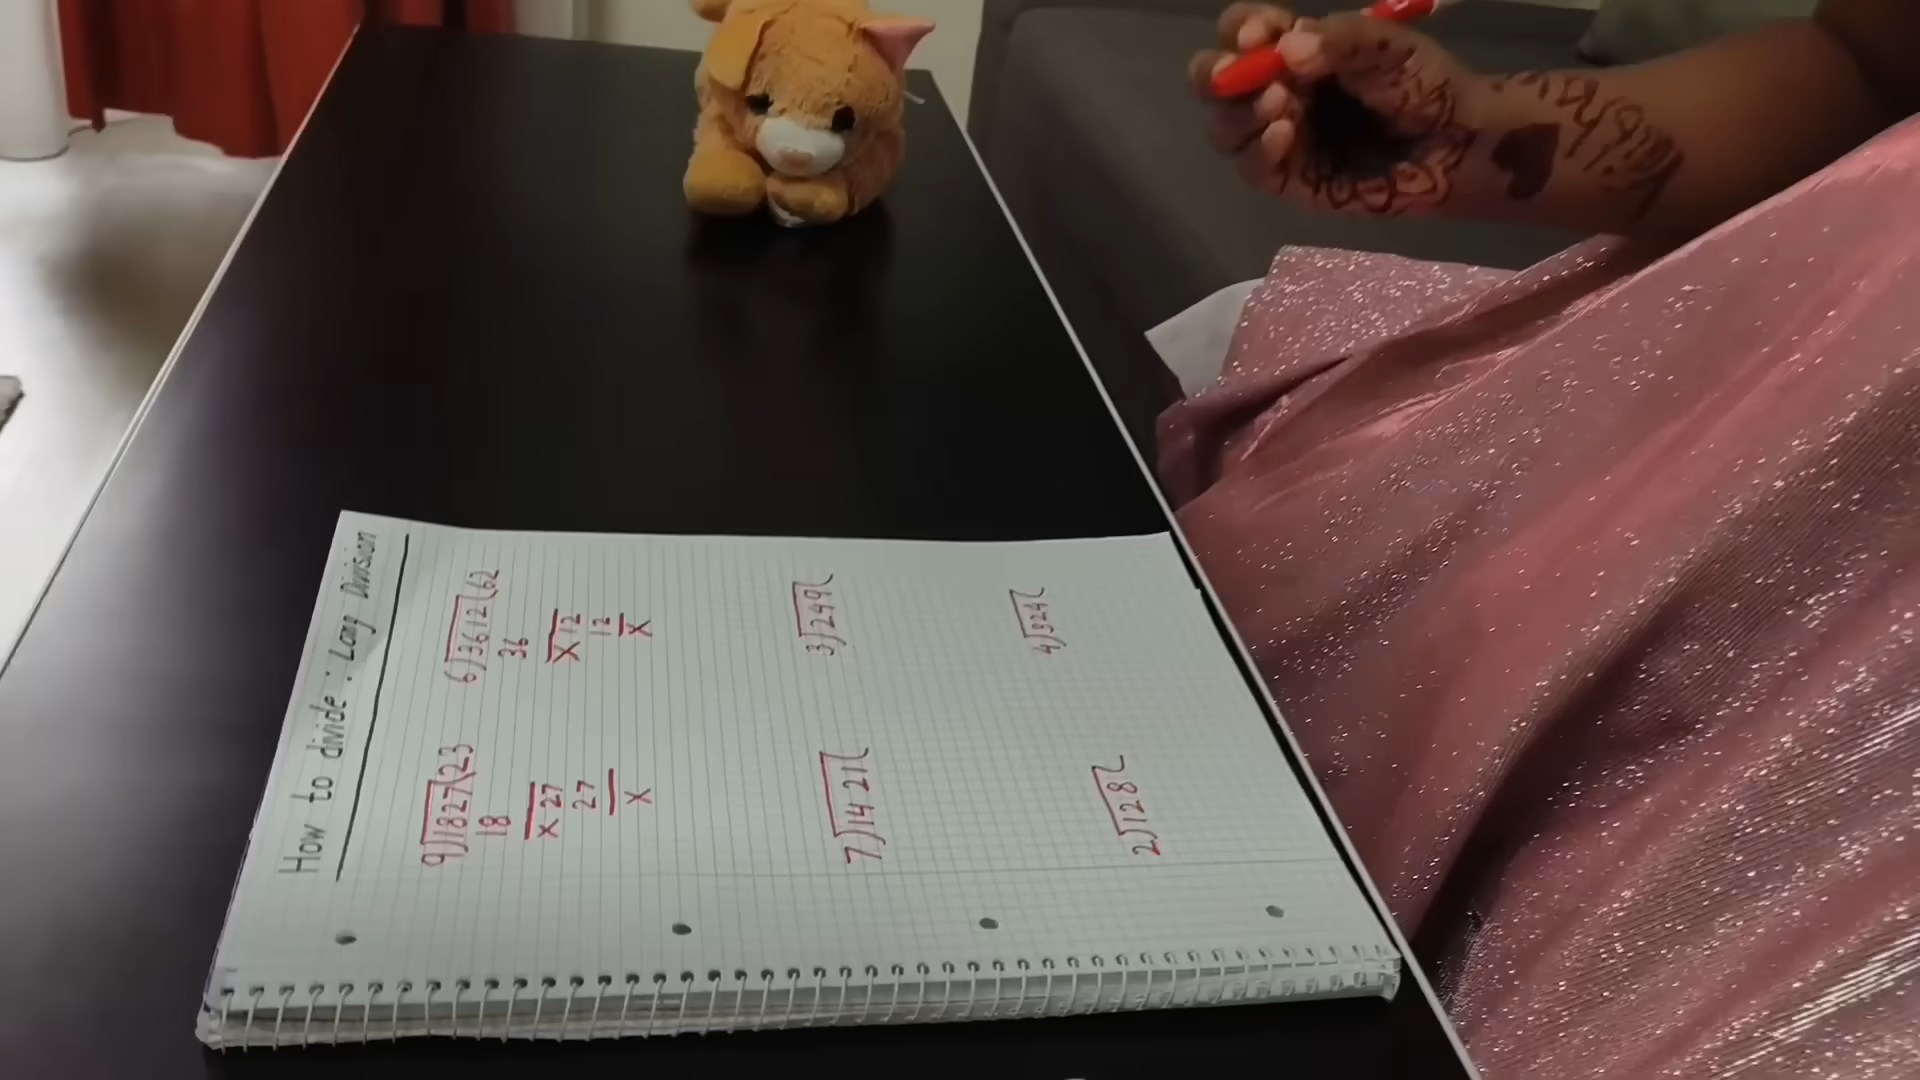 How to divide : Long Division
9)1827(23
18
x 27
27
x
6)3612(62
36
x 12
12
x
7)1421(
3)249(
2)128(
4)924(